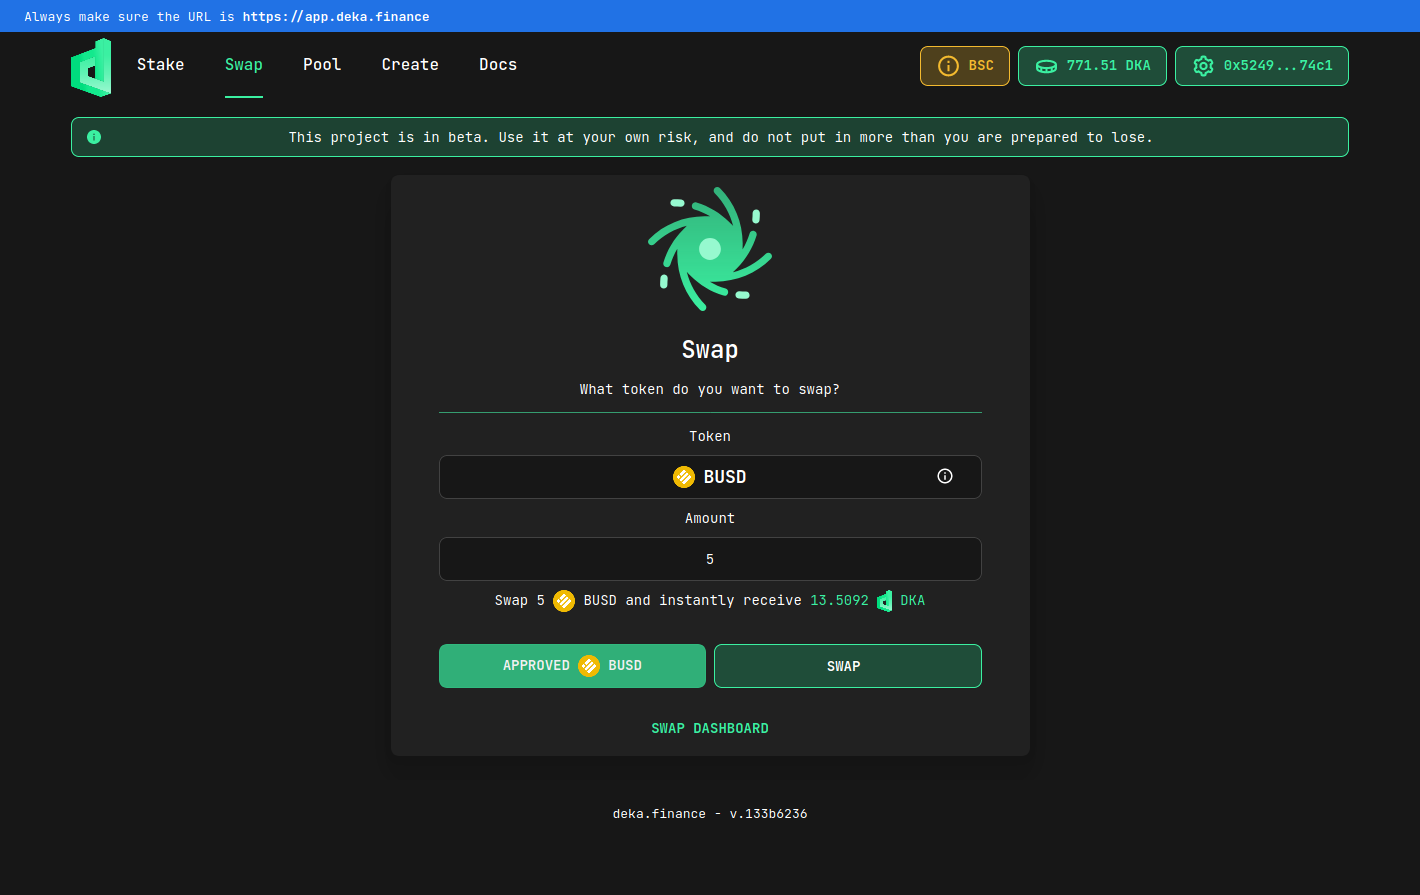 Always make sure the URL is https://app.deka.finance
Stake Swap Pool Create Docs BSC 771.51 DKA 0x5249...74c1
This project is in beta. Use it at your own risk, and do not put in more than you are prepared to lose.
Swap
What token do you want to swap?
Token
BUSD
Amount
5
Swap 5 BUSD and instantly receive 13.5092 DKA
APPROVED BUSD SWAP
SWAP DASHBOARD
deka.finance - v.133b6236